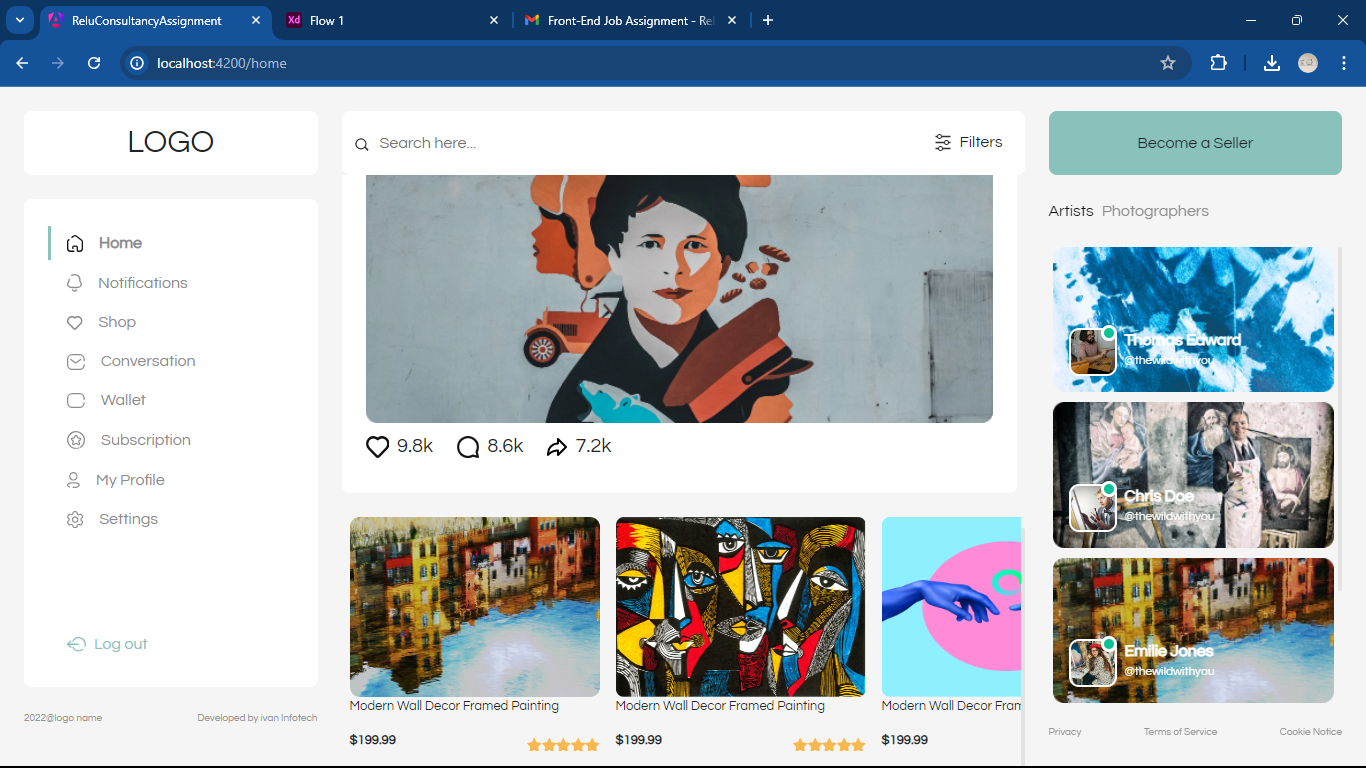 ReluConsultancyAssignment
Xd Flow 1
Front-End Job Assignment - Rel
localhost:4200/home
LOGO
Search here...
Filters
Become a Seller
Home
Notifications
Shop
Conversation
Wallet
Subscription
My Profile
Settings
Log out
2022@logo name
Developed by ivan Infotech
9.8k
8.6k
7.2k
Modern Wall Decor Framed Painting
$199.99
Modern Wall Decor Framed Painting
$199.99
Modern Wall Decor Fram
$199.99
Artists Photographers
Thomas Edward
@thewildwithyou
Chris Doe
@thewildwithyou
Emilie Jones
@thewildwithyou
Privacy
Terms of Service
Cookie Notice